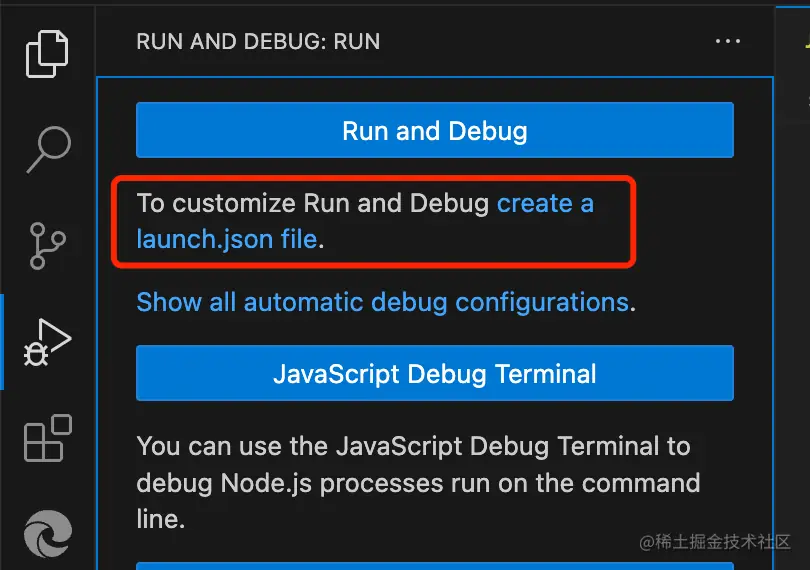 RUN AND DEBUG: RUN
Run and Debug
To customize Run and Debug create a
launch.json file.
Show all automatic debug configurations.
JavaScript Debug Terminal
You can use the JavaScript Debug Terminal to
debug Node.js processes run on the command
line.
@稀土掘金技术社区